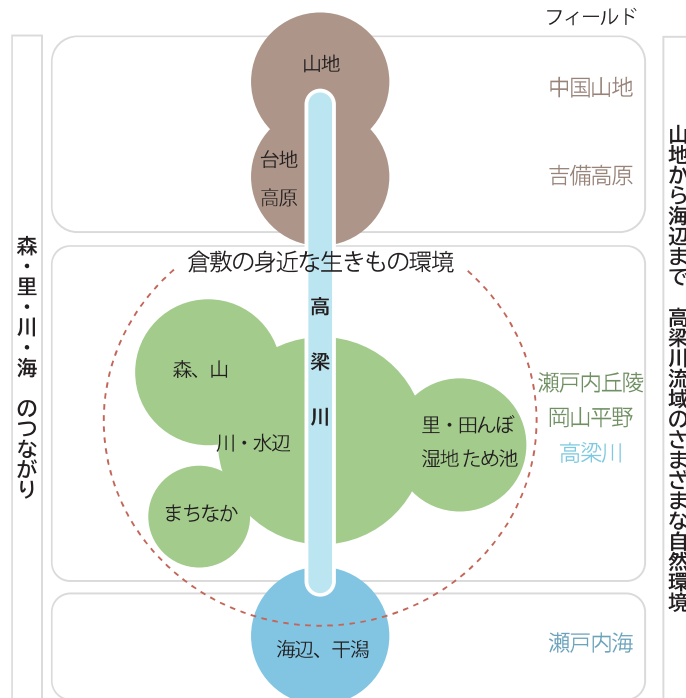 フィールド
山地
中国山地
台地
高原
吉備高原
倉敷の身近な生きもの環境
高梁川
森、山
川・水辺
里・田んぼ
湿地 ため池
まちなか
瀬戸内丘陵
岡山平野
高梁川
海辺、干潟
瀬戸内海
森・里・川・海 のつながり
山地から海辺まで 高梁川流域のさまざまな自然環境